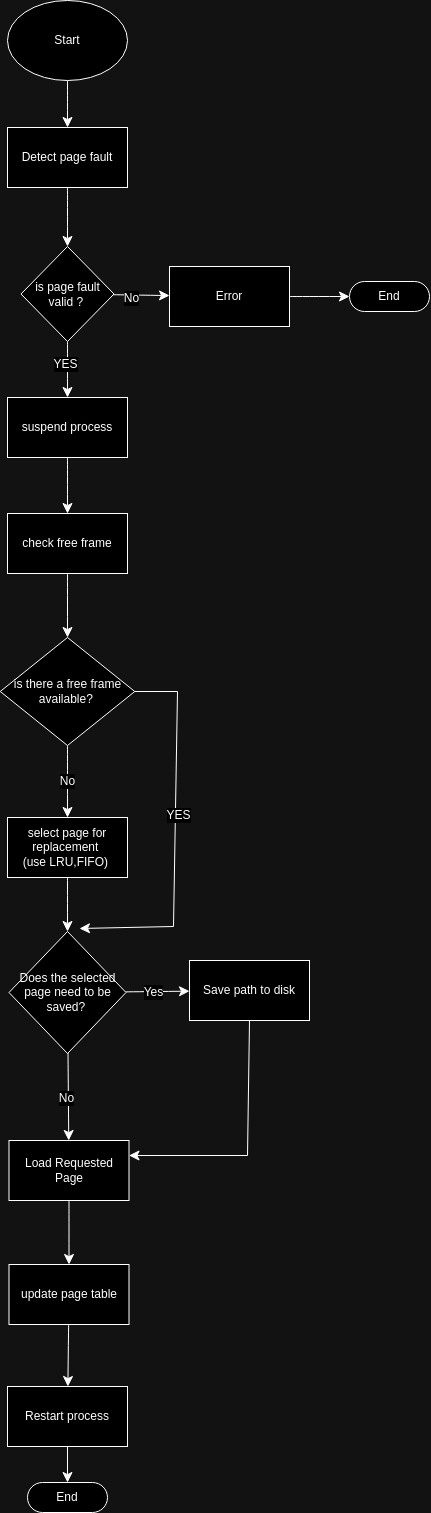 Start
Detect page fault
is page fault
valid ?
No
Error
End
YES
suspend process
check free frame
is there a free frame
available?
No
YES
select page for
replacement
(use LRU,FIFO)
Does the selected
page need to be
saved?
Yes
Save path to disk
No
Load Requested
Page
update page table
Restart process
End